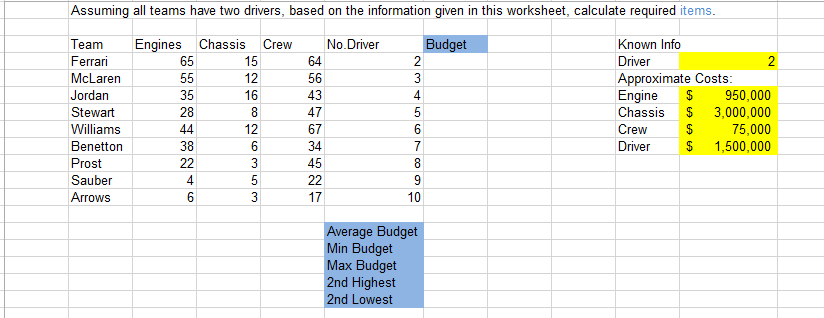 Assuming all teams have two drivers, based on the information given in this worksheet, calculate required items.
Team Engines Chassis Crew No.Driver Budget Known Info
Ferrari 65 15 64 2 Driver 2
McLaren 55 12 56 3 Approximate Costs:
Jordan 35 16 43 4 Engine $ 950,000
Stewart 28 8 47 5 Chassis $ 3,000,000
Williams 44 12 67 6 Crew $ 75,000
Benetton 38 6 34 7 Driver $ 1,500,000
Prost 22 3 45 8
Sauber 4 5 22 9
Arrows 6 3 17 10
Average Budget
Min Budget
Max Budget
2nd Highest
2nd Lowest